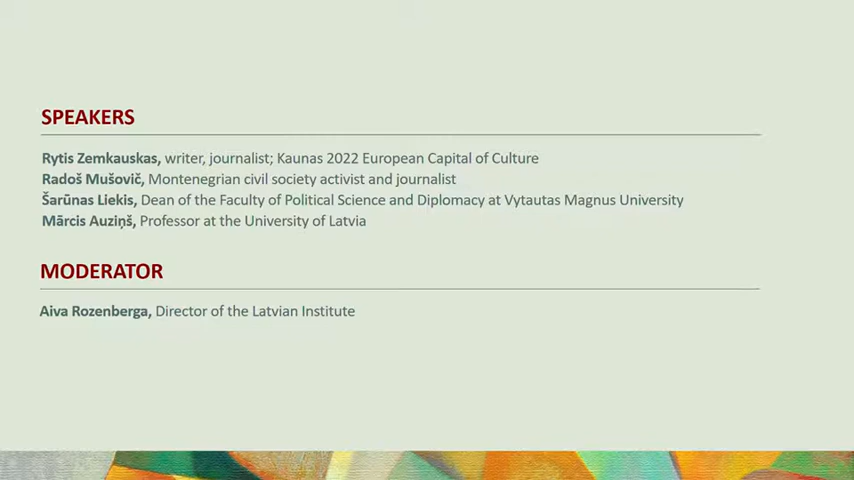 SPEAKERS
Rytis Zemkauskas, writer, journalist; Kaunas 2022 European Capital of Culture
Radoš Mušovič, Montenegrian civil society activist and journalist
Šarūnas Liekis, Dean of the Faculty of Political Science and Diplomacy at Vytautas Magnus University
Mārcis Auziņš, Professor at the University of Latvia
MODERATOR
Aiva Rozenberga, Director of the Latvian Institute